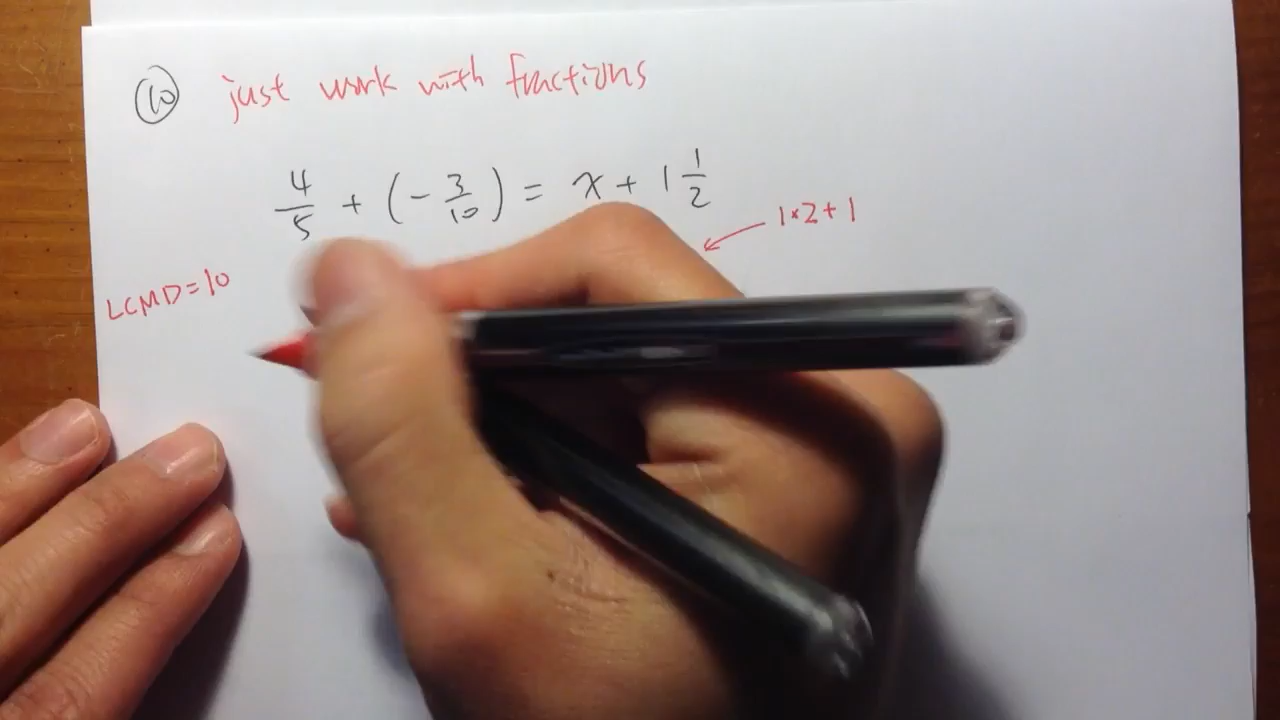 ⑩ just work with fractions
4/5 + (-3/10) = x + 1 1/2
1×2+1
LCMD=10